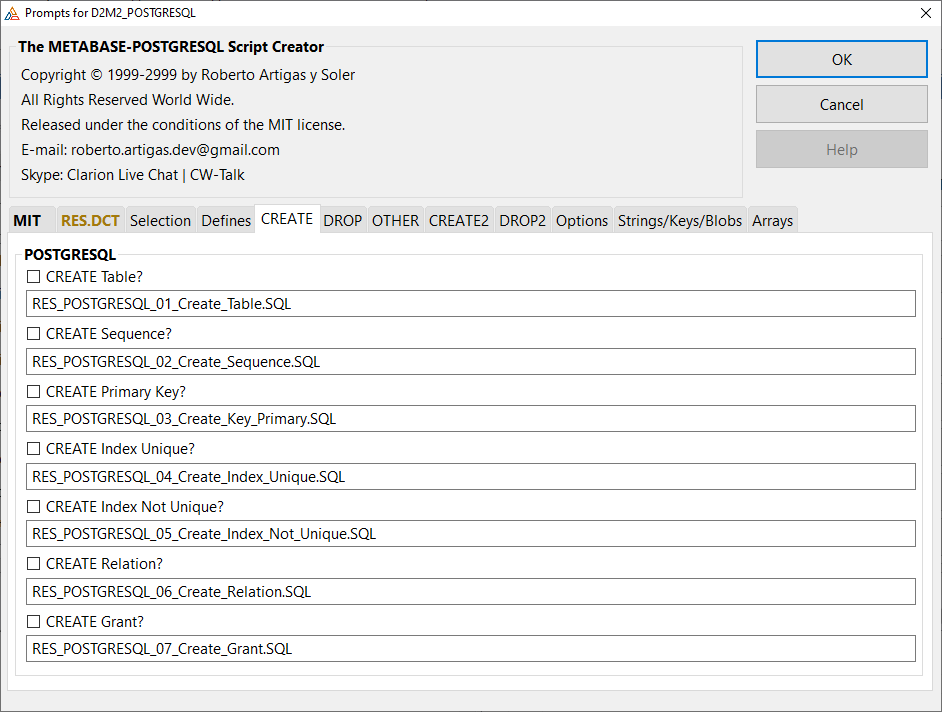 Prompts for D2M2_POSTGRESQL
The METABASE-POSTGRESQL Script Creator
Copyright © 1999-2999 by Roberto Artigas y Soler
All Rights Reserved World Wide.
Released under the conditions of the MIT license.
E-mail: roberto.artigas.dev@gmail.com
Skype: Clarion Live Chat | CW-Talk
OK
Cancel
Help
MIT RES.DCT Selection Defines CREATE DROP OTHER CREATE2 DROP2 Options Strings/Keys/Blobs Arrays
POSTGRESQL
CREATE Table?
RES_POSTGRESQL_01_Create_Table.SQL
CREATE Sequence?
RES_POSTGRESQL_02_Create_Sequence.SQL
CREATE Primary Key?
RES_POSTGRESQL_03_Create_Key_Primary.SQL
CREATE Index Unique?
RES_POSTGRESQL_04_Create_Index_Unique.SQL
CREATE Index Not Unique?
RES_POSTGRESQL_05_Create_Index_Not_Unique.SQL
CREATE Relation?
RES_POSTGRESQL_06_Create_Relation.SQL
CREATE Grant?
RES_POSTGRESQL_07_Create_Grant.SQL